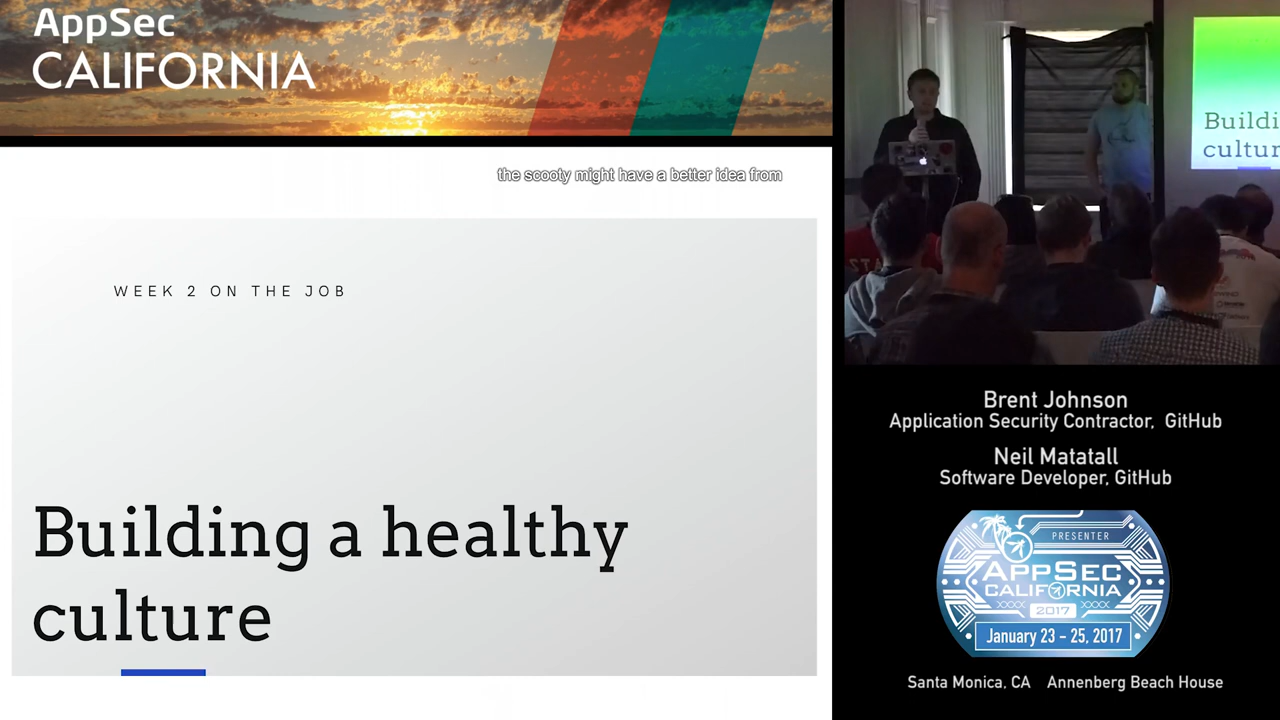 AppSec
CALIFORNIA
the scooty might have a better idea from
WEEK 2 ON THE JOB
Building a healthy
culture
Buildi
cultur
Brent Johnson
Application Security Contractor, GitHub
Neil Matatall
Software Developer, GitHub
PRESENTER
APPSEC
CALIFORNIA
2017
January 23 - 25, 2017
Santa Monica, CA Annenberg Beach House